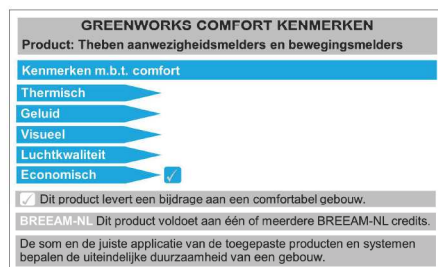 GREENWORKS COMFORT KENMERKEN
Product: Theben aanwezigheidsmelders en bewegingsmelders
Kenmerken m.b.t. comfort
Thermisch
Geluid
Visueel
Luchtkwaliteit
Economisch
Dit product levert een bijdrage aan een comfortabel gebouw.
BREEAM-NL Dit product voldoet aan één of meerdere BREEAM-NL credits.
De som en de juiste applicatie van de toegepaste producten en systemen
bepalen de uiteindelijke duurzaamheid van een gebouw.